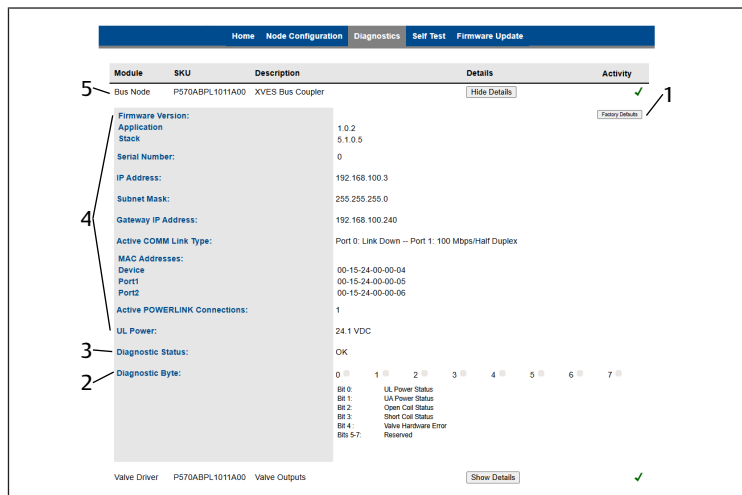 Home Node Configuration Diagnostics Self Test Firmware Update
Module SKU Description Details Activity
5 Bus Node P570ABPL1011A00 XVES Bus Coupler Hide Details ✓
1
Firmware Version: Factory Defaults
Application 1.0.2
Stack 5.1.0.5
Serial Number: 0
IP Address: 192.168.100.3
Subnet Mask: 255.255.255.0
4 Gateway IP Address: 192.168.100.240
Active COMM Link Type: Port 0: Link Down -- Port 1: 100 Mbps/Half Duplex
MAC Addresses:
Device 00-15-24-00-00-04
Port1 00-15-24-00-00-05
Port2 00-15-24-00-00-06
Active POWERLINK Connections: 1
UL Power: 24.1 VDC
3 Diagnostic Status: OK
2 Diagnostic Byte: 0 1 2 3 4 5 6 7
Bit 0: UL Power Status
Bit 1: UA Power Status
Bit 2: Open Coil Status
Bit 3: Short Coil Status
Bit 4 : Valve Hardware Error
Bits 5-7: Reserved
Valve Driver P570ABPL1011A00 Valve Outputs Show Details ✓